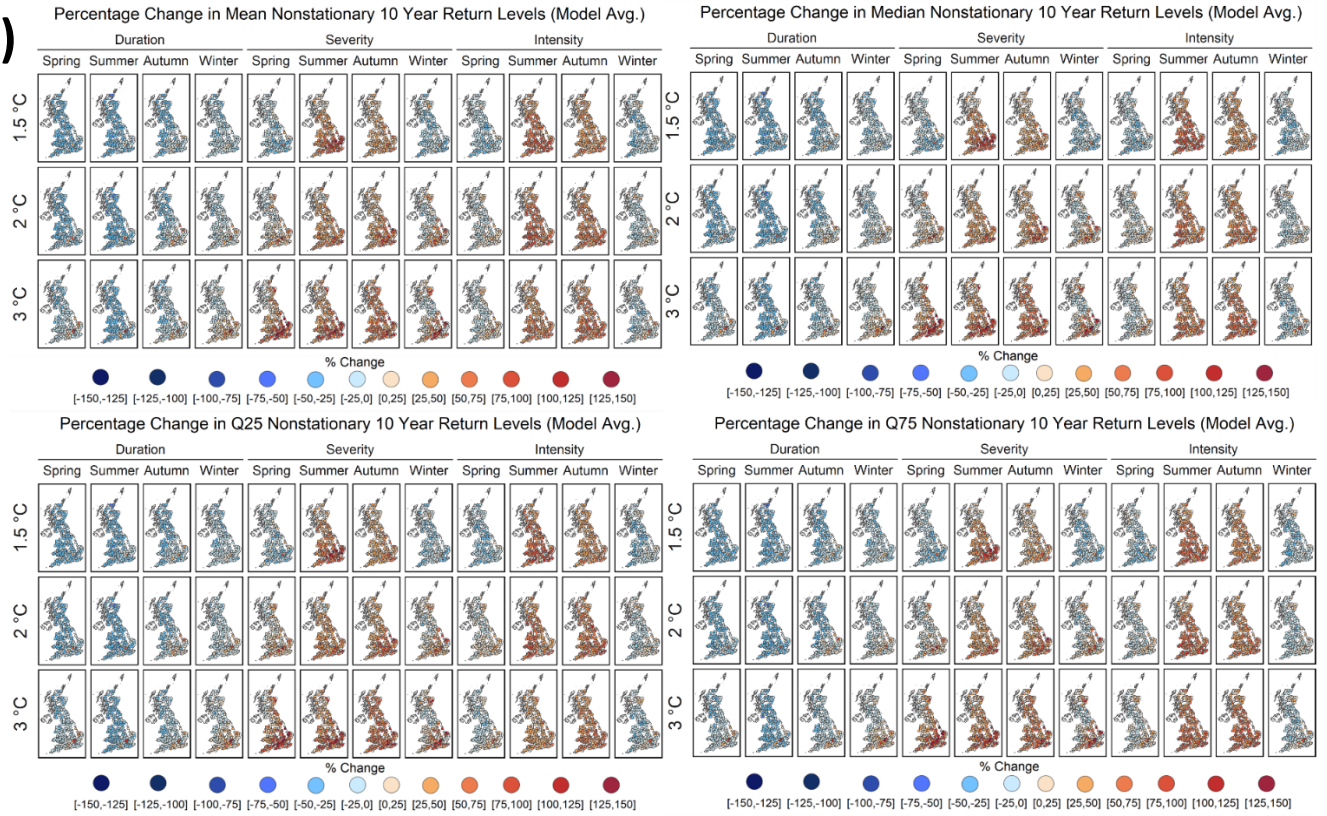 )
Percentage Change in Mean Nonstationary 10 Year Return Levels (Model Avg.)
Duration Severity Intensity
Spring Summer Autumn Winter Spring Summer Autumn Winter Spring Summer Autumn Winter
1.5 °C
2 °C
3 °C
% Change
[-150,-125] [-125,-100] [-100,-75] [-75,-50] [-50,-25] [-25,0] [0,25] [25,50] [50,75] [75,100] [100,125] [125,150]
Percentage Change in Median Nonstationary 10 Year Return Levels (Model Avg.)
Duration Severity Intensity
Spring Summer Autumn Winter Spring Summer Autumn Winter Spring Summer Autumn Winter
1.5 °C
2 °C
3 °C
% Change
[-150,-125] [-125,-100] [-100,-75] [-75,-50] [-50,-25] [-25,0] [0,25] [25,50] [50,75] [75,100] [100,125] [125,150]
Percentage Change in Q25 Nonstationary 10 Year Return Levels (Model Avg.)
Duration Severity Intensity
Spring Summer Autumn Winter Spring Summer Autumn Winter Spring Summer Autumn Winter
1.5 °C
2 °C
3 °C
% Change
[-150,-125] [-125,-100] [-100,-75] [-75,-50] [-50,-25] [-25,0] [0,25] [25,50] [50,75] [75,100] [100,125] [125,150]
Percentage Change in Q75 Nonstationary 10 Year Return Levels (Model Avg.)
Duration Severity Intensity
Spring Summer Autumn Winter Spring Summer Autumn Winter Spring Summer Autumn Winter
1.5 °C
2 °C
3 °C
% Change
[-150,-125] [-125,-100] [-100,-75] [-75,-50] [-50,-25] [-25,0] [0,25] [25,50] [50,75] [75,100] [100,125] [125,150]